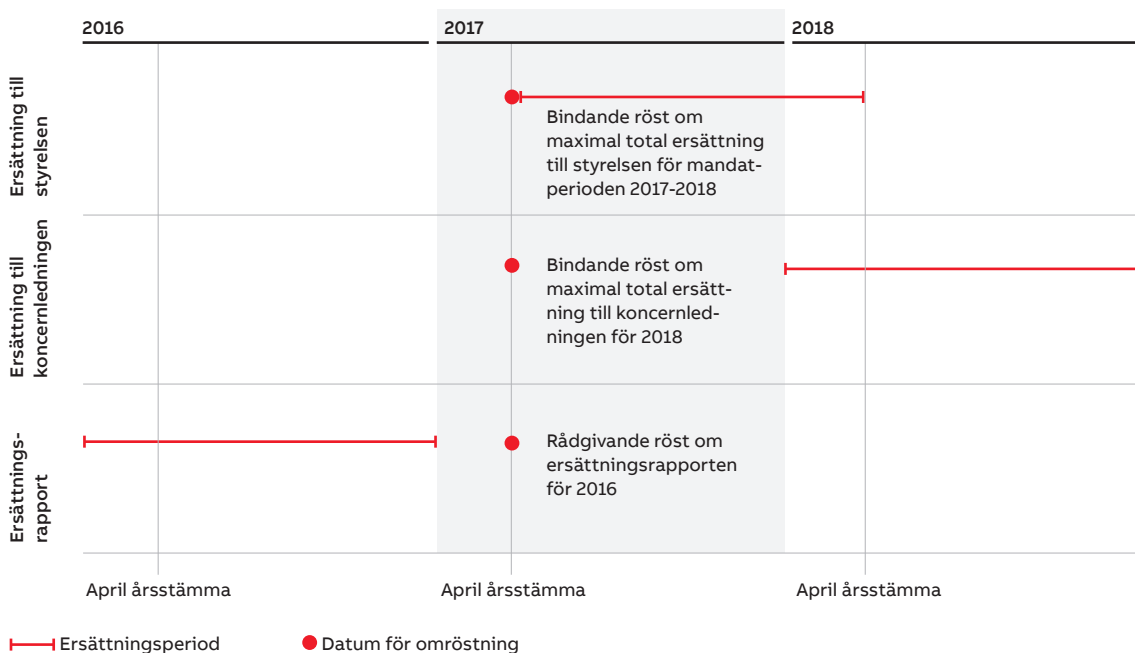 2016
2017
2018
Ersättning till
styrelsen
Bindande röst om
maximal total ersättning
till styrelsen för mandat-
perioden 2017-2018
Ersättning till
koncernledningen
Bindande röst om
maximal total ersätt-
ning till koncernled-
ningen för 2018
Ersättnings-
rapport
Rådgivande röst om
ersättningsrapporten
för 2016
April årsstämma
April årsstämma
April årsstämma
Ersättningsperiod
Datum för omröstning